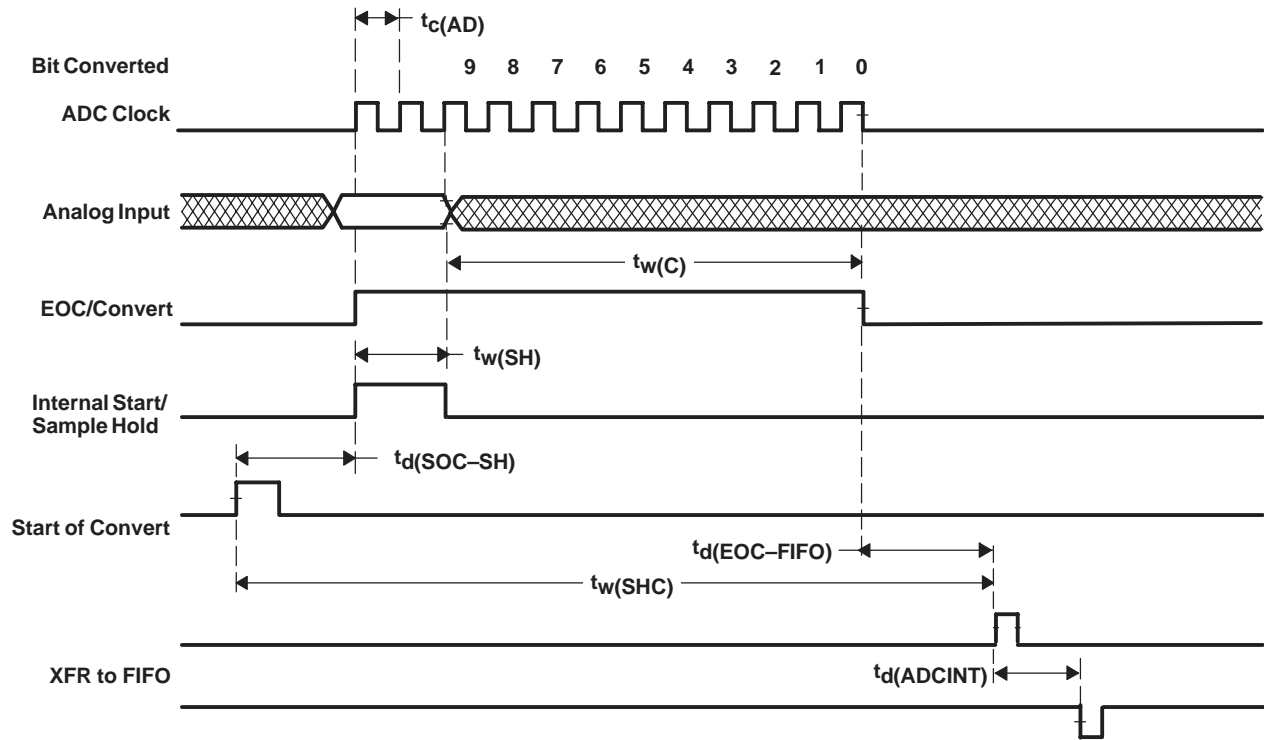 tc(AD)
Bit Converted
9 8 7 6 5 4 3 2 1 0
ADC Clock
Analog Input
tw(C)
EOC/Convert
tw(SH)
Internal Start/
Sample Hold
td(SOC–SH)
Start of Convert
td(EOC–FIFO)
tw(SHC)
XFR to FIFO
td(ADCINT)